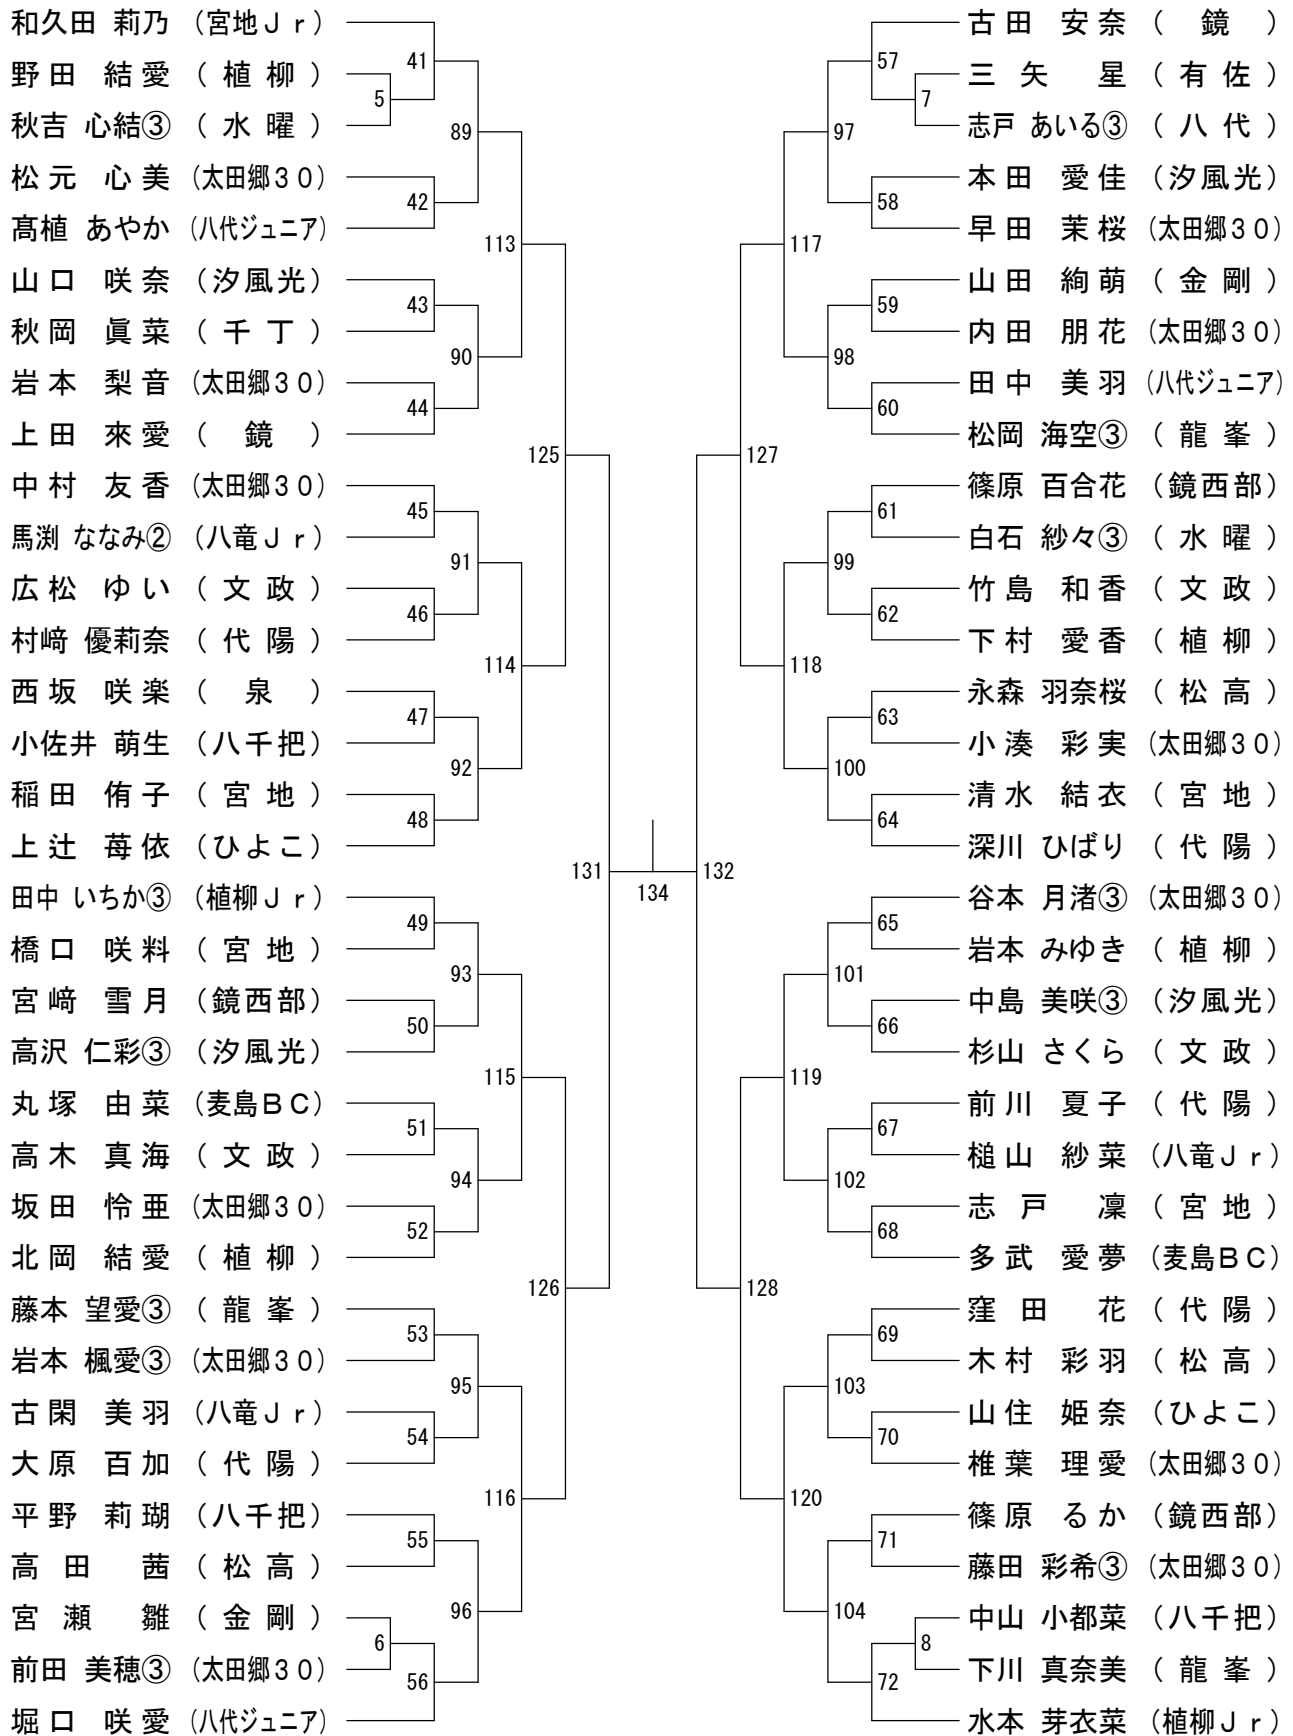 和久田 莉乃 (宮地Ｊｒ)
野田 結愛 (植柳)
秋吉 心結③ (水曜)
松元 心美 (太田郷３０)
髙植 あやか (八代ジュニア)
山口 咲奈 (汐風光)
秋岡 眞菜 (千丁)
岩本 梨音 (太田郷３０)
上田 來愛 (鏡)
中村 友香 (太田郷３０)
馬渕 ななみ② (八竜Ｊｒ)
広松 ゆい (文政)
村﨑 優莉奈 (代陽)
西坂 咲楽 (泉)
小佐井 萌生 (八千把)
稲田 侑子 (宮地)
上辻 苺依 (ひよこ)
田中 いちか③ (植柳Ｊｒ)
橋口 咲料 (宮地)
宮﨑 雪月 (鏡西部)
高沢 仁彩③ (汐風光)
丸塚 由菜 (麦島ＢＣ)
高木 真海 (文政)
坂田 怜亜 (太田郷３０)
北岡 結愛 (植柳)
藤本 望愛③ (龍峯)
岩本 楓愛③ (太田郷３０)
古閑 美羽 (八竜Ｊｒ)
大原 百加 (代陽)
平野 莉瑚 (八千把)
高田 茜 (松高)
宮瀬 雛 (金剛)
前田 美穂③ (太田郷３０)
堀口 咲愛 (八代ジュニア)
5
6
41
42
43
44
45
46
47
48
49
50
51
52
53
54
55
56
89
90
91
92
93
94
95
96
113
114
115
116
125
126
131
134
132
127
128
117
118
119
120
97
98
99
100
101
102
103
104
57
58
59
60
61
62
63
64
65
66
67
68
69
70
71
72
7
8
古田 安奈 (鏡)
三矢 星 (有佐)
志戸 あいる③ (八代)
本田 愛佳 (汐風光)
早田 茉桜 (太田郷３０)
山田 絢萌 (金剛)
内田 朋花 (太田郷３０)
田中 美羽 (八代ジュニア)
松岡 海空③ (龍峯)
篠原 百合花 (鏡西部)
白石 紗々③ (水曜)
竹島 和香 (文政)
下村 愛香 (植柳)
永森 羽奈桜 (松高)
小湊 彩実 (太田郷３０)
清水 結衣 (宮地)
深川 ひばり (代陽)
谷本 月渚③ (太田郷３０)
岩本 みゆき (植柳)
中島 美咲③ (汐風光)
杉山 さくら (文政)
前川 夏子 (代陽)
槌山 紗菜 (八竜Ｊｒ)
志戸 凜 (宮地)
多武 愛夢 (麦島ＢＣ)
窪田 花 (代陽)
木村 彩羽 (松高)
山住 姫奈 (ひよこ)
椎葉 理愛 (太田郷３０)
篠原 るか (鏡西部)
藤田 彩希③ (太田郷３０)
中山 小都菜 (八千把)
下川 真奈美 (龍峯)
水本 芽衣菜 (植柳Ｊｒ)